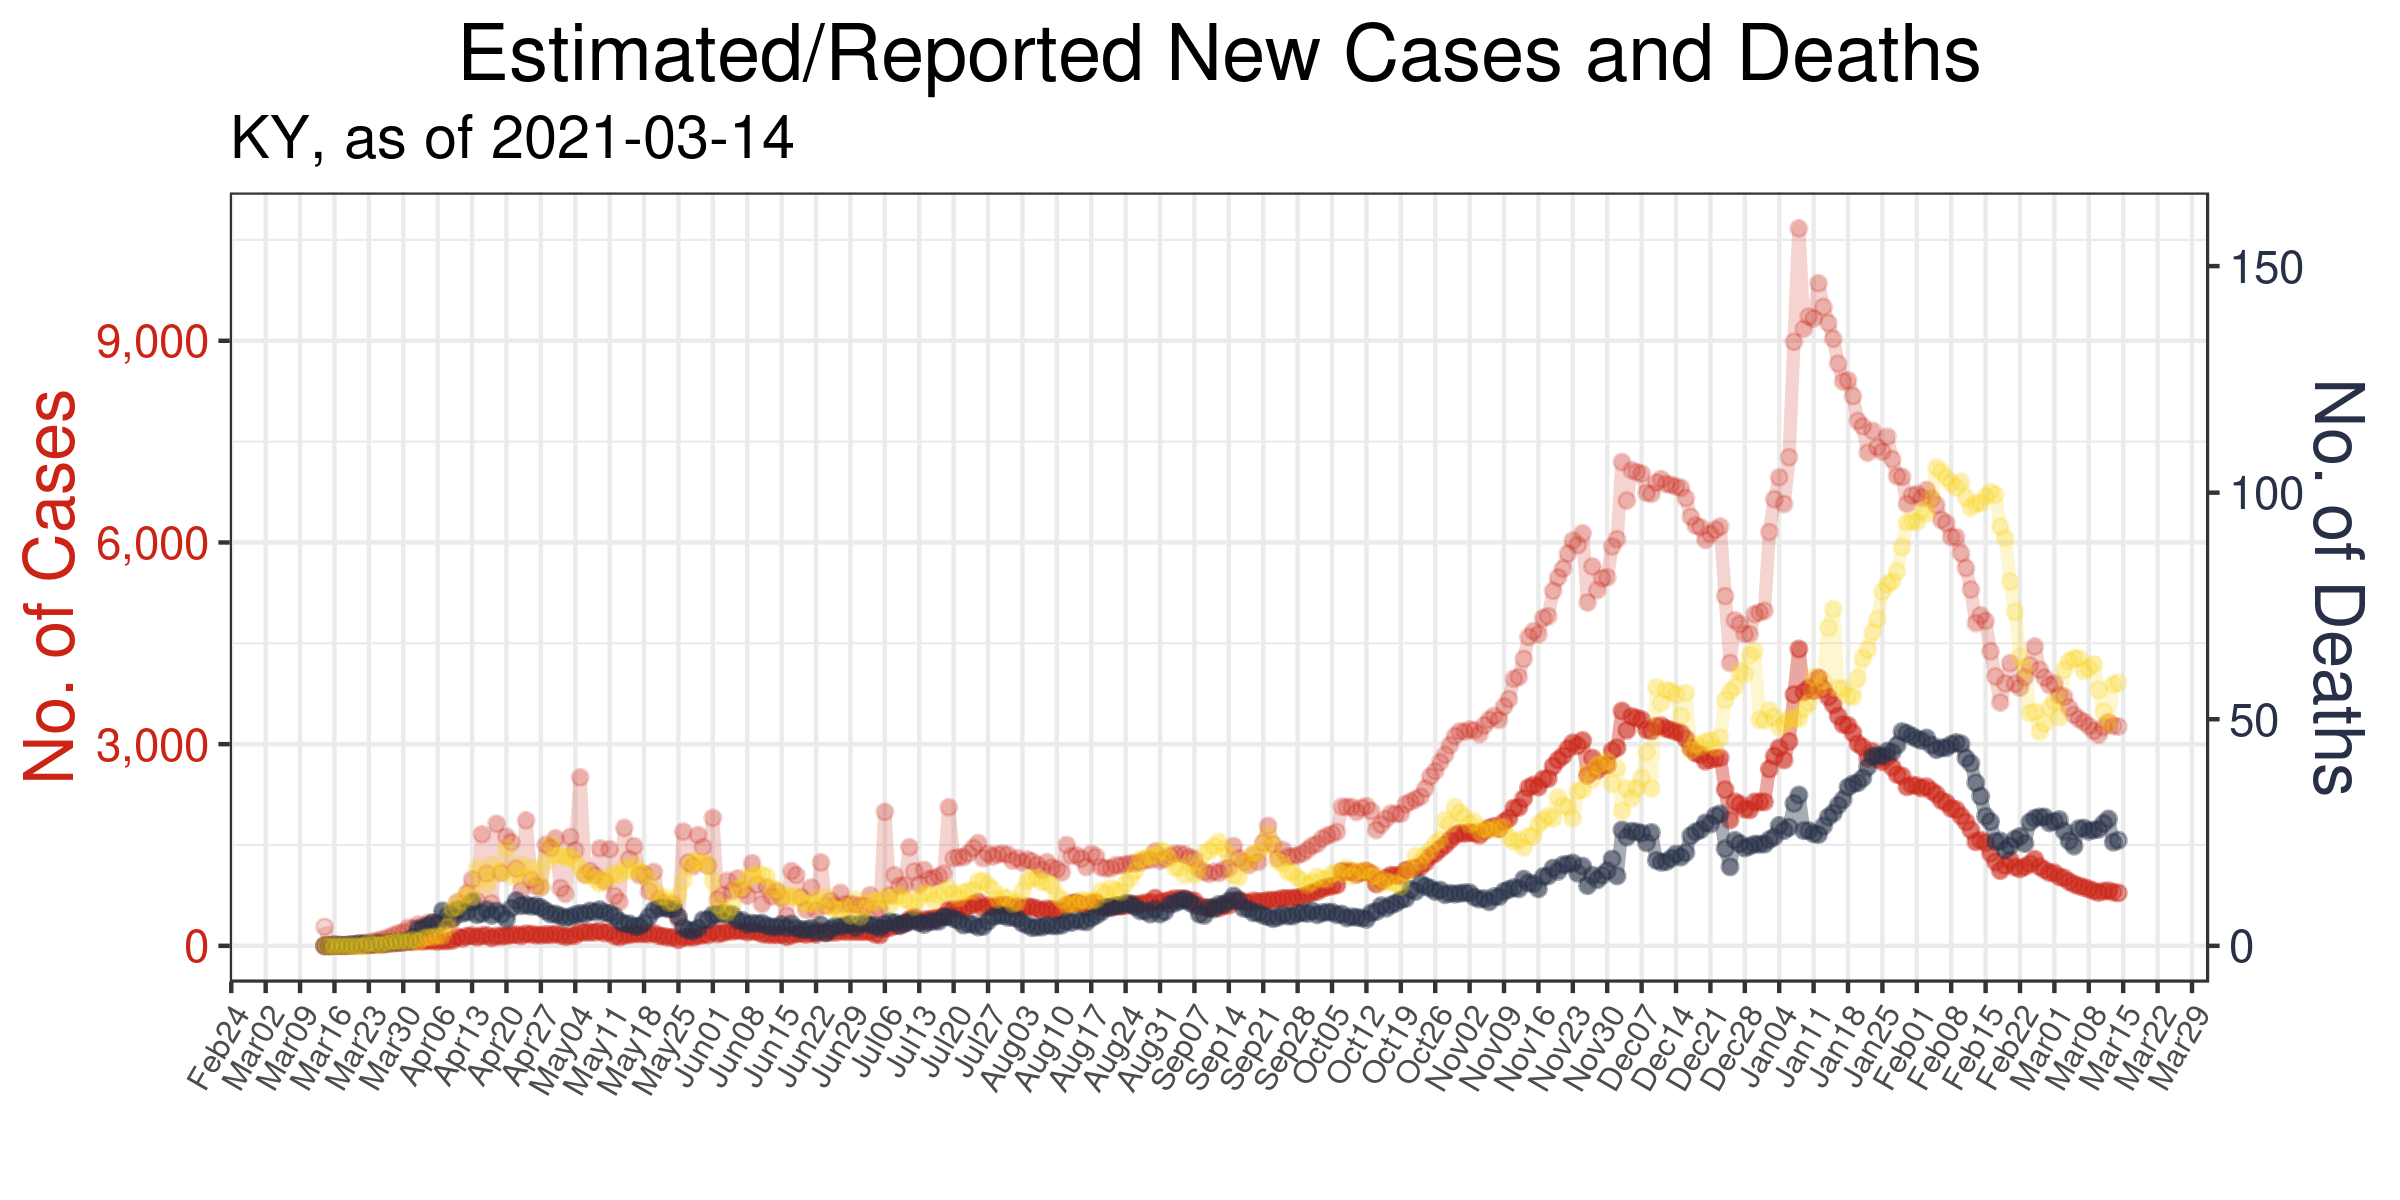 Estimated/Reported New Cases and Deaths
KY, as of 2021-03-14
No. of Cases
9,000
6,000
3,000
0
150
100
50
0
No. of Deaths
Feb24
Mar02
Mar09
Mar16
Mar23
Mar30
Apr06
Apr13
Apr20
Apr27
May04
May11
May18
May25
Jun01
Jun08
Jun15
Jun22
Jun29
Jul06
Jul13
Jul20
Jul27
Aug03
Aug10
Aug17
Aug24
Aug31
Sep07
Sep14
Sep21
Sep28
Oct05
Oct12
Oct19
Oct26
Nov02
Nov09
Nov16
Nov23
Nov30
Dec07
Dec14
Dec21
Dec28
Jan04
Jan11
Jan18
Jan25
Feb01
Feb08
Feb15
Feb22
Mar01
Mar08
Mar15
Mar22
Mar29